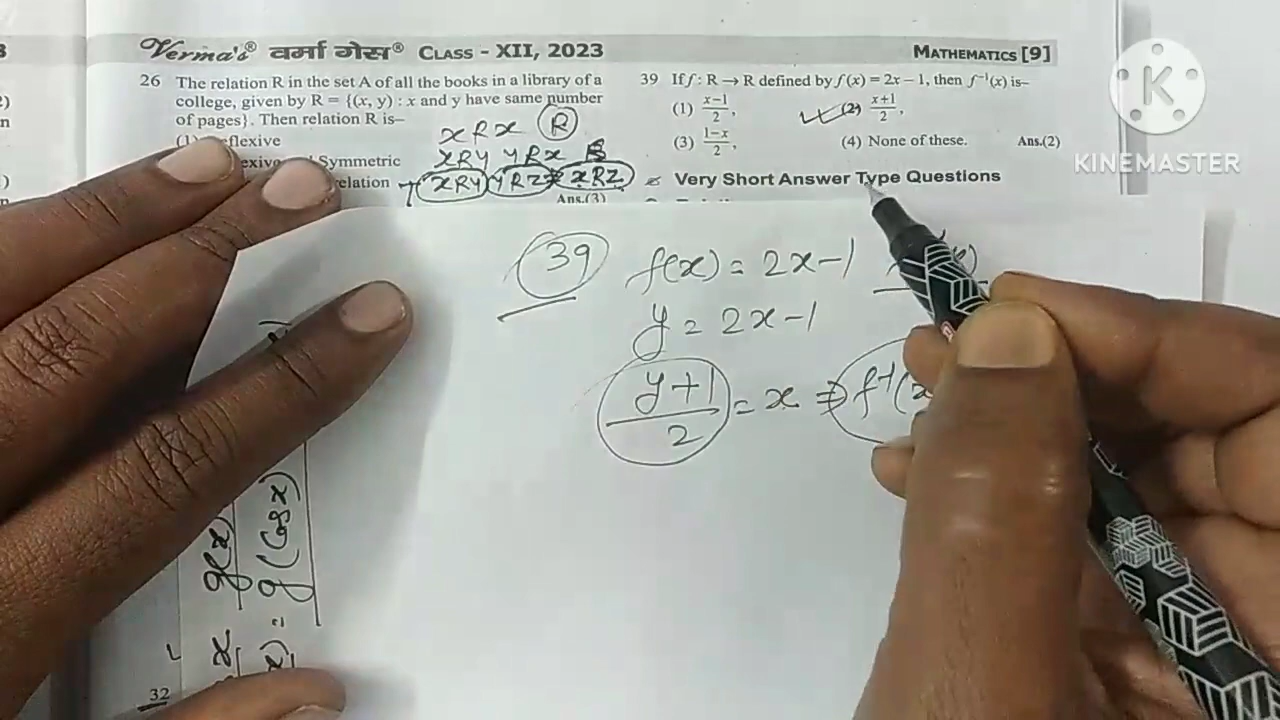 Verma's® वर्मा गेस® CLASS - XII, 2023
MATHEMATICS [9]
26 The relation R in the set A of all the books in a library of a
college, given by R = {(x, y) : x and y have same number
of pages}. Then relation R is–
(1)
xRx R
Symmetric
xRy yRx
relation
xRy yRz xRz
Ans.(3)
39 If f : R → R defined by f(x) = 2x – 1, then f⁻¹(x) is–
(1) x–1/2,
(2) x+1/2,
(3) 1–x/2,
(4) None of these.
Ans.(2)
Very Short Answer Type Questions
KINEMASTER
39 f(x) = 2x-1
y = 2x-1
y+1/2 = x
g(x)
= g(Cosx)
32